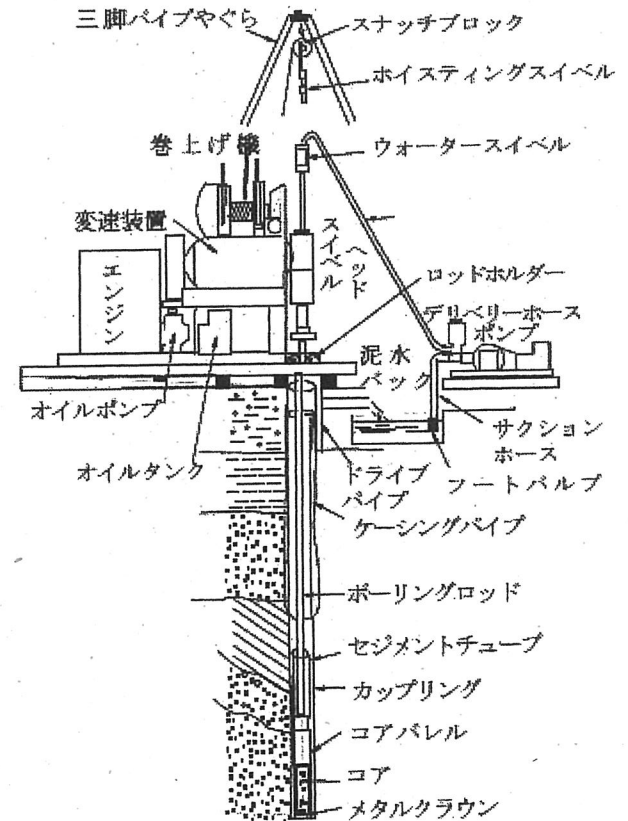 三脚パイプやぐら
スナッチブロック
ホイスティングスイベル
巻上げ機
ウォータースイベル
変速装置
スイベル
ヘッド
エンジン
ロッドホルダー
デリベリーホース
ポンプ
泥水
バック
オイルポンプ
サクション
ホース
オイルタンク
ドライブ
パイプ
フートバルブ
ケーシングパイプ
ボーリングロッド
セジメントチューブ
カップリング
コアバレル
コア
メタルクラウン